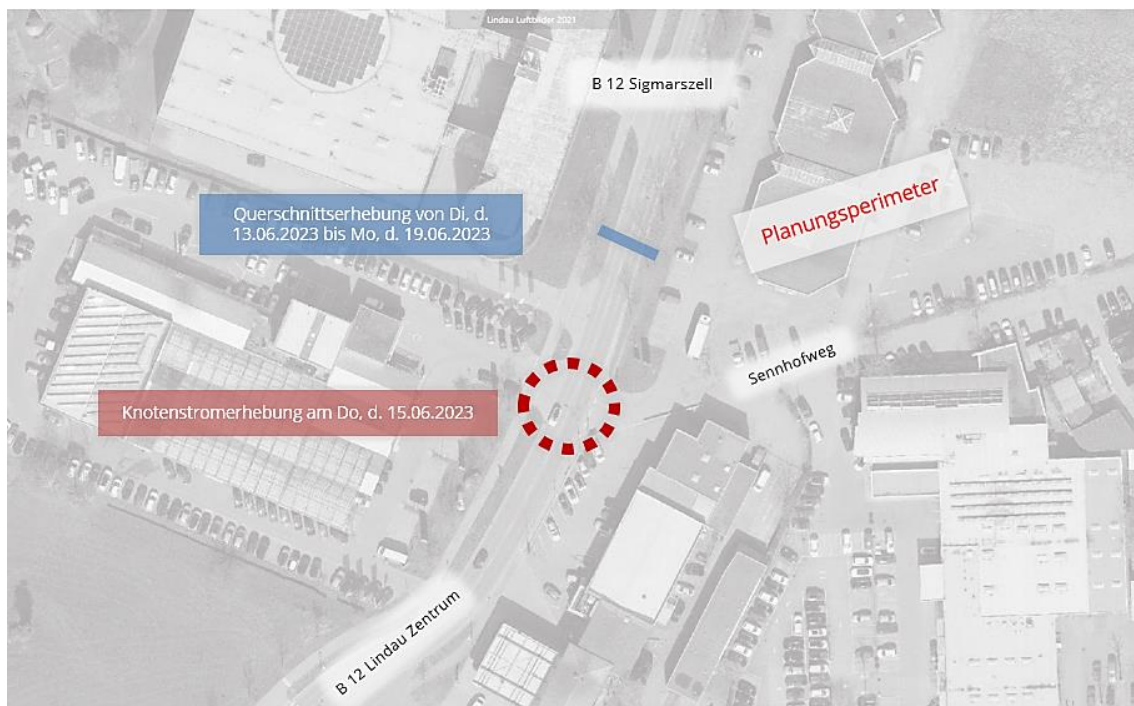 Lindau Luftbilder 2021
B 12 Sigmarszell
Querschnittserhebung von Di, d.
13.06.2023 bis Mo, d. 19.06.2023
Planungsperimeter
Sennhofweg
Knotenstromerhebung am Do, d. 15.06.2023
B 12 Lindau Zentrum